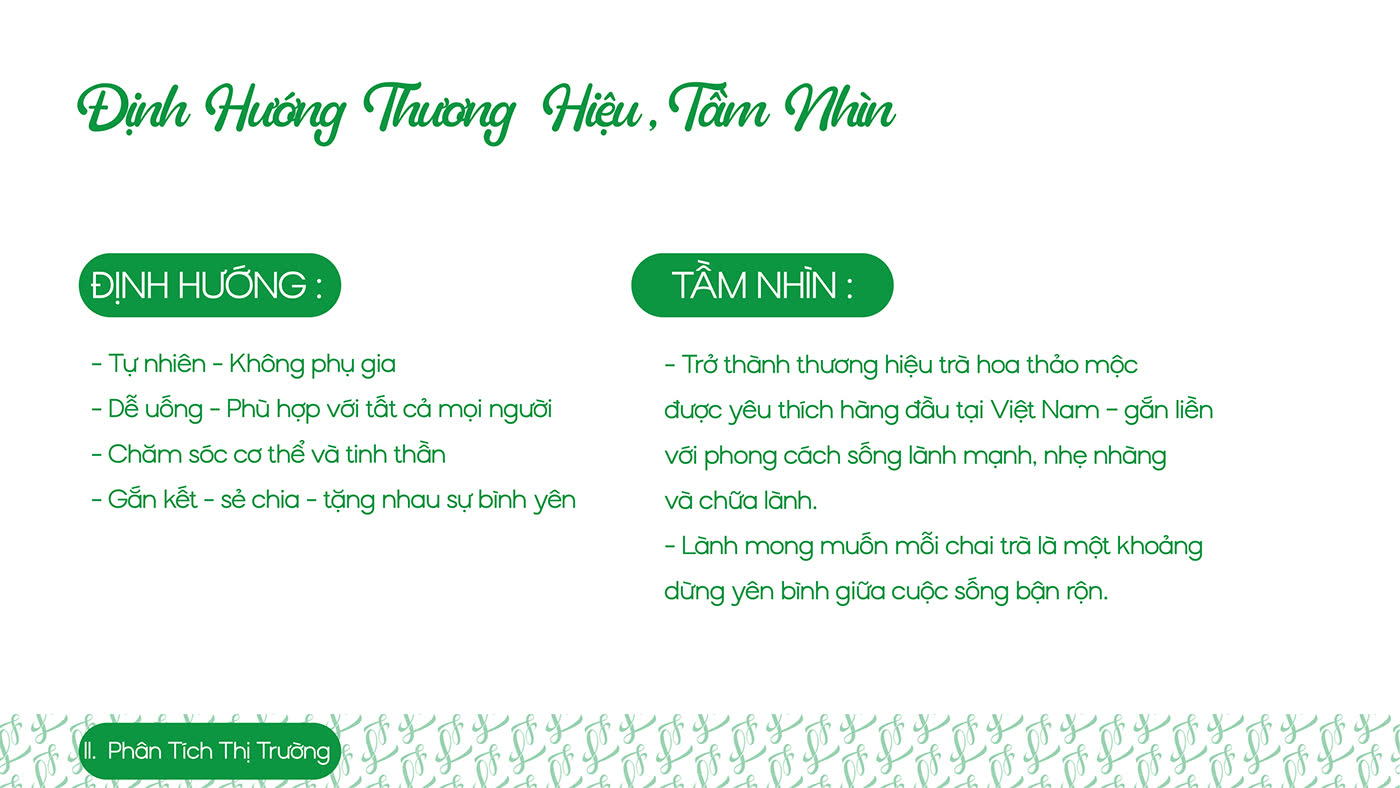 Định Hướng Thương Hiệu, Tầm Nhìn
ĐỊNH HƯỚNG :
- Tự nhiên - Không phụ gia
- Dễ uống - Phù hợp với tất cả mọi người
- Chăm sóc cơ thể và tinh thần
- Gắn kết - sẻ chia - tặng nhau sự bình yên
TẦM NHÌN :
- Trở thành thương hiệu trà hoa thảo mộc
được yêu thích hàng đầu tại Việt Nam – gắn liền
với phong cách sống lành mạnh, nhẹ nhàng
và chữa lành.
- Lành mong muốn mỗi chai trà là một khoảng
dừng yên bình giữa cuộc sống bận rộn.
II. Phân Tích Thị Trường